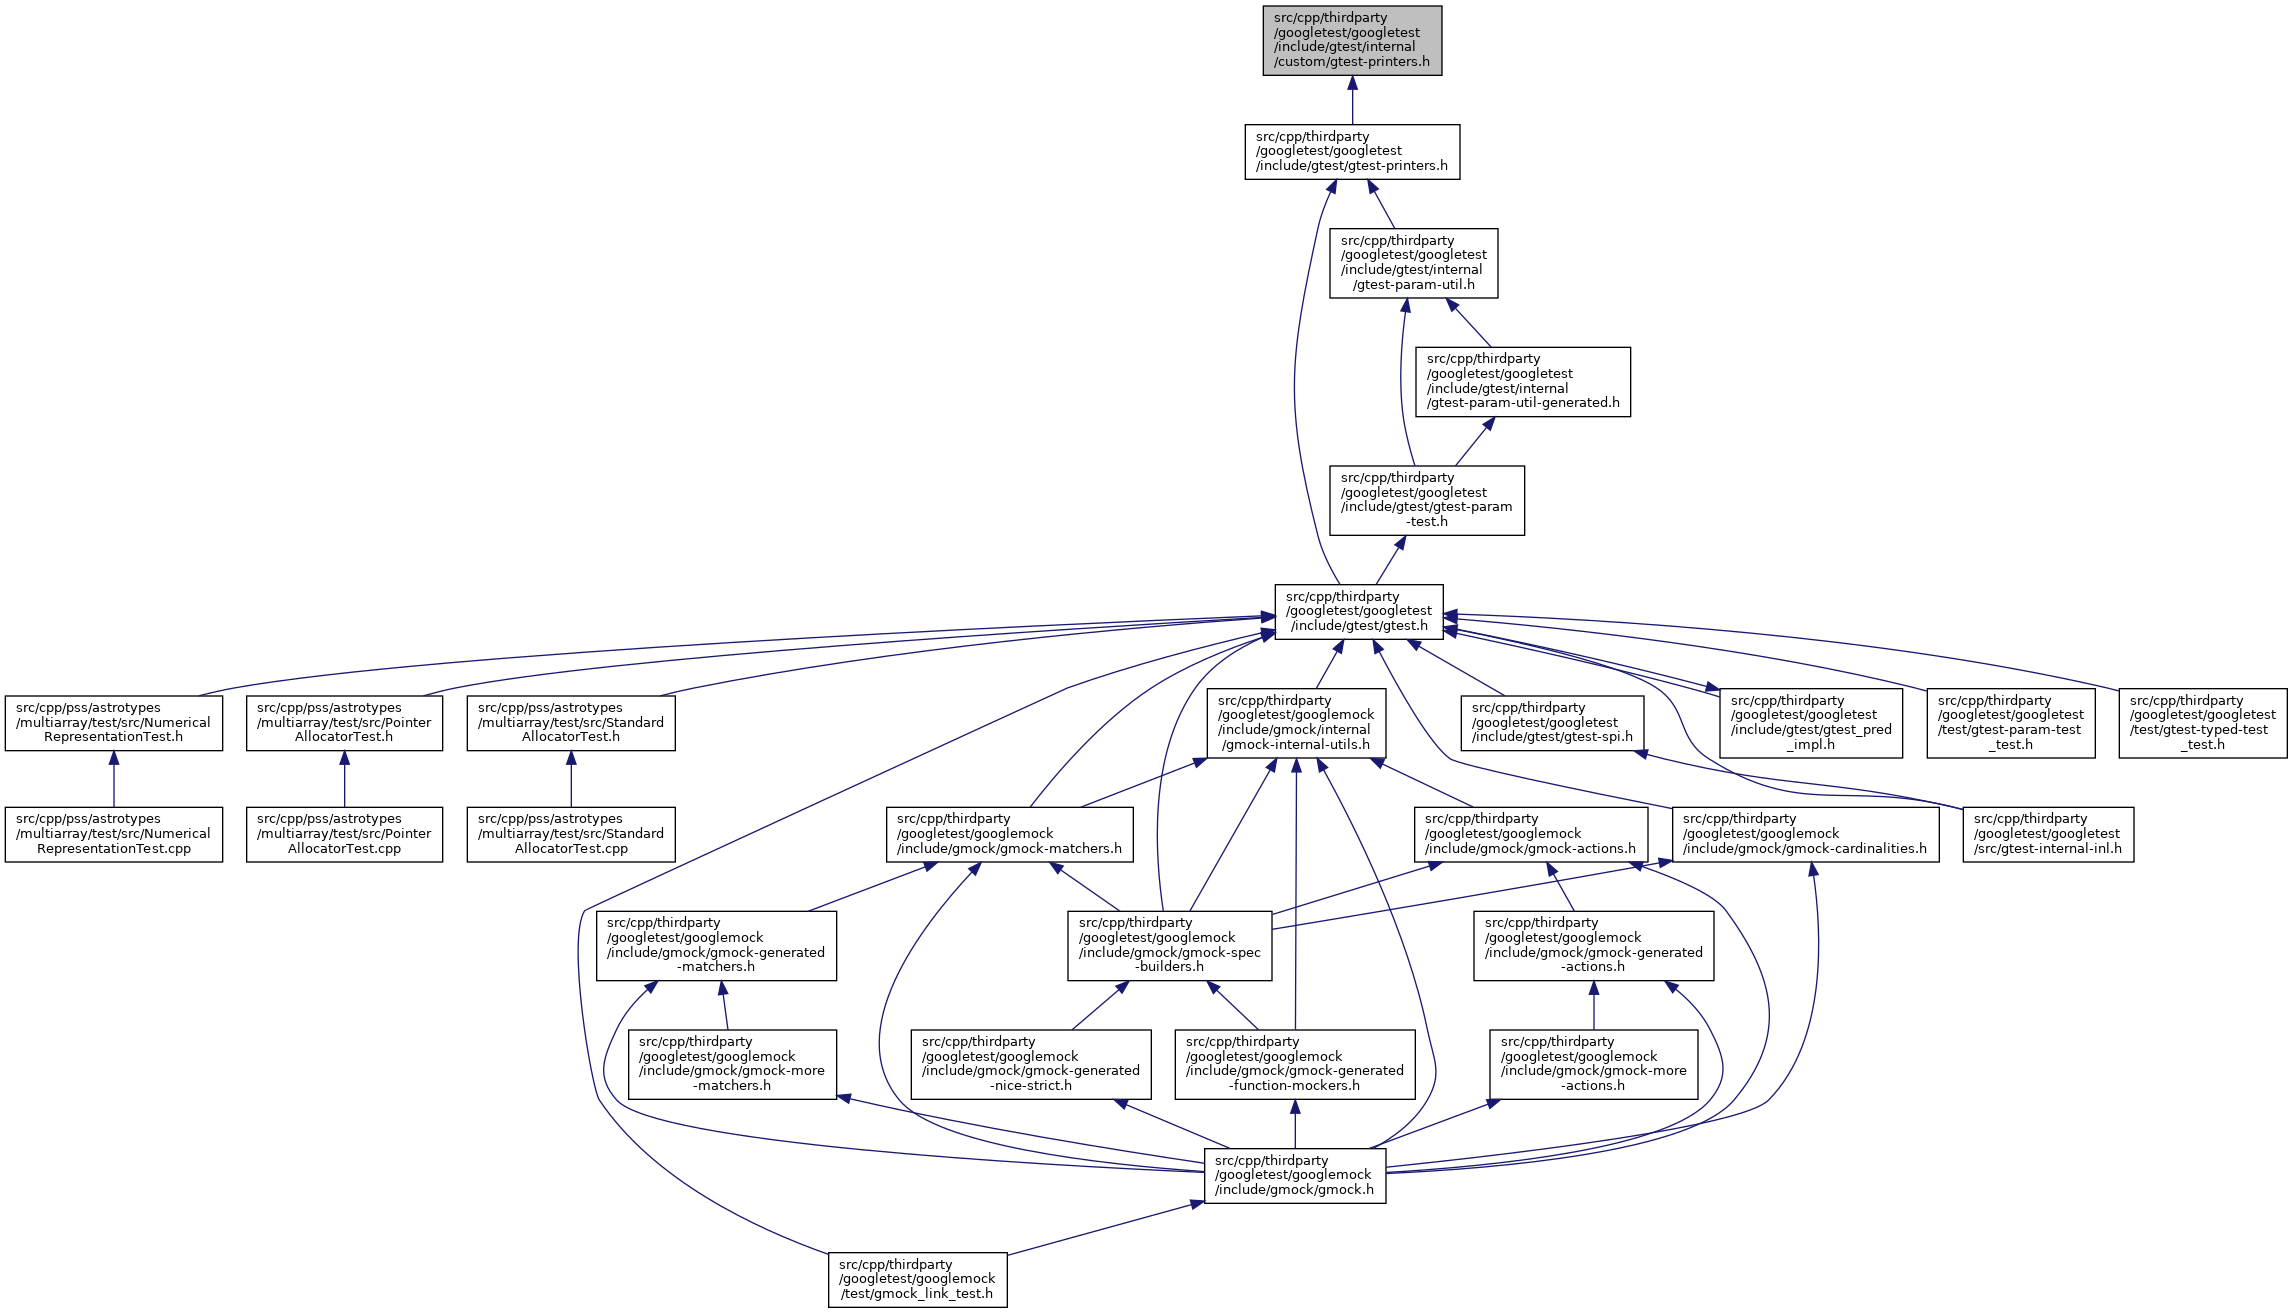 src/cpp/thirdparty
/googletest/googletest
/include/gtest/internal
/custom/gtest-printers.h
src/cpp/thirdparty
/googletest/googletest
/include/gtest/gtest-printers.h
src/cpp/thirdparty
/googletest/googletest
/include/gtest/internal
/gtest-param-util.h
src/cpp/thirdparty
/googletest/googletest
/include/gtest/internal
/gtest-param-util-generated.h
src/cpp/thirdparty
/googletest/googletest
/include/gtest/gtest-param
-test.h
src/cpp/thirdparty
/googletest/googletest
/include/gtest/gtest.h
src/cpp/pss/astrotypes
/multiarray/test/src/Numerical
RepresentationTest.h
src/cpp/pss/astrotypes
/multiarray/test/src/Pointer
AllocatorTest.h
src/cpp/pss/astrotypes
/multiarray/test/src/Standard
AllocatorTest.h
src/cpp/thirdparty
/googletest/googlemock
/include/gmock/internal
/gmock-internal-utils.h
src/cpp/thirdparty
/googletest/googletest
/include/gtest/gtest-spi.h
src/cpp/thirdparty
/googletest/googletest
/include/gtest/gtest_pred
_impl.h
src/cpp/thirdparty
/googletest/googletest
/test/gtest-param-test
_test.h
src/cpp/thirdparty
/googletest/googletest
/test/gtest-typed-test
_test.h
src/cpp/pss/astrotypes
/multiarray/test/src/Numerical
RepresentationTest.cpp
src/cpp/pss/astrotypes
/multiarray/test/src/Pointer
AllocatorTest.cpp
src/cpp/pss/astrotypes
/multiarray/test/src/Standard
AllocatorTest.cpp
src/cpp/thirdparty
/googletest/googlemock
/include/gmock/gmock-matchers.h
src/cpp/thirdparty
/googletest/googlemock
/include/gmock/gmock-actions.h
src/cpp/thirdparty
/googletest/googlemock
/include/gmock/gmock-cardinalities.h
src/cpp/thirdparty
/googletest/googletest
/src/gtest-internal-inl.h
src/cpp/thirdparty
/googletest/googlemock
/include/gmock/gmock-generated
-matchers.h
src/cpp/thirdparty
/googletest/googlemock
/include/gmock/gmock-spec
-builders.h
src/cpp/thirdparty
/googletest/googlemock
/include/gmock/gmock-generated
-actions.h
src/cpp/thirdparty
/googletest/googlemock
/include/gmock/gmock-more
-matchers.h
src/cpp/thirdparty
/googletest/googlemock
/include/gmock/gmock-generated
-nice-strict.h
src/cpp/thirdparty
/googletest/googlemock
/include/gmock/gmock-generated
-function-mockers.h
src/cpp/thirdparty
/googletest/googlemock
/include/gmock/gmock-more
-actions.h
src/cpp/thirdparty
/googletest/googlemock
/include/gmock/gmock.h
src/cpp/thirdparty
/googletest/googlemock
/test/gmock_link_test.h